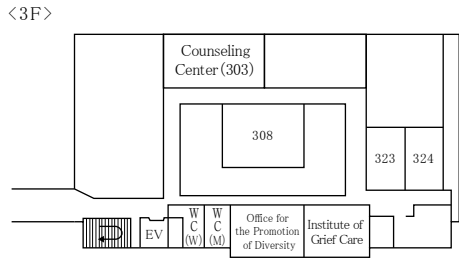 <3F>
Counseling
Center(303)
308
323
324
EV
W
C
(W)
W
C
(M)
Office for
the Promotion
of Diversity
Institute of
Grief Care